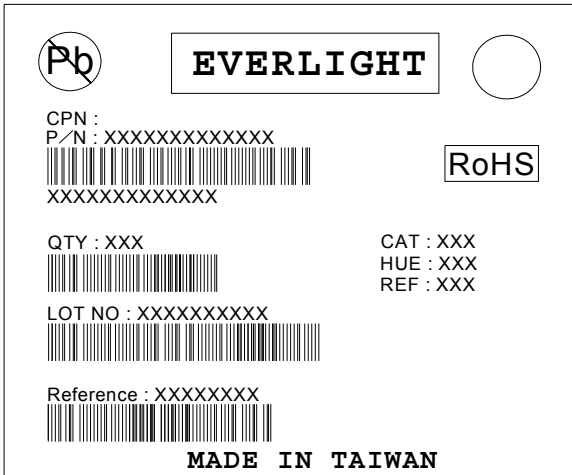 Pb
EVERLIGHT
CPN :
P/N : XXXXXXXXXXXXX
RoHS
XXXXXXXXXXXXX
QTY : XXX
CAT : XXX
HUE : XXX
REF : XXX
LOT NO : XXXXXXXXXX
Reference : XXXXXXXX
MADE IN TAIWAN